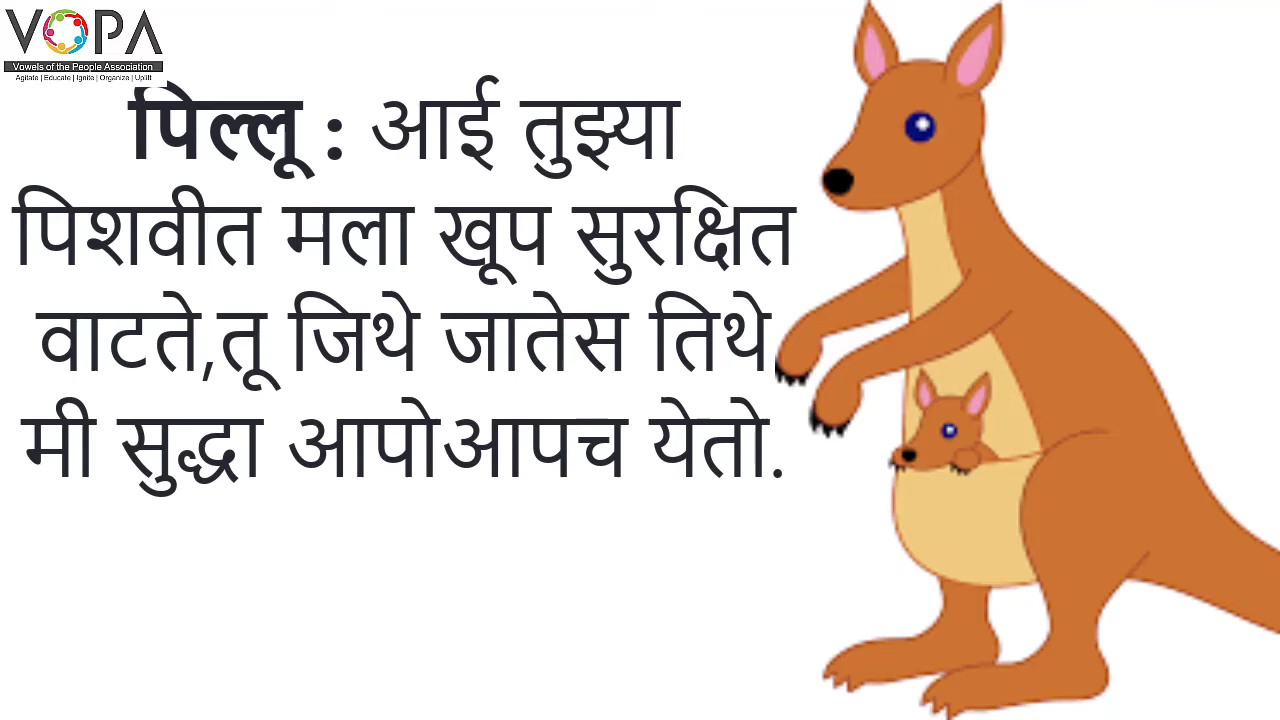 VOPA
Vowels of the People Association
Agitate | Educate | Ignite | Organize | Uplift
पिल्लू : आई तुझ्या
पिशवीत मला खूप सुरक्षित
वाटते,तू जिथे जातेस तिथे
मी सुद्धा आपोआपच येतो.